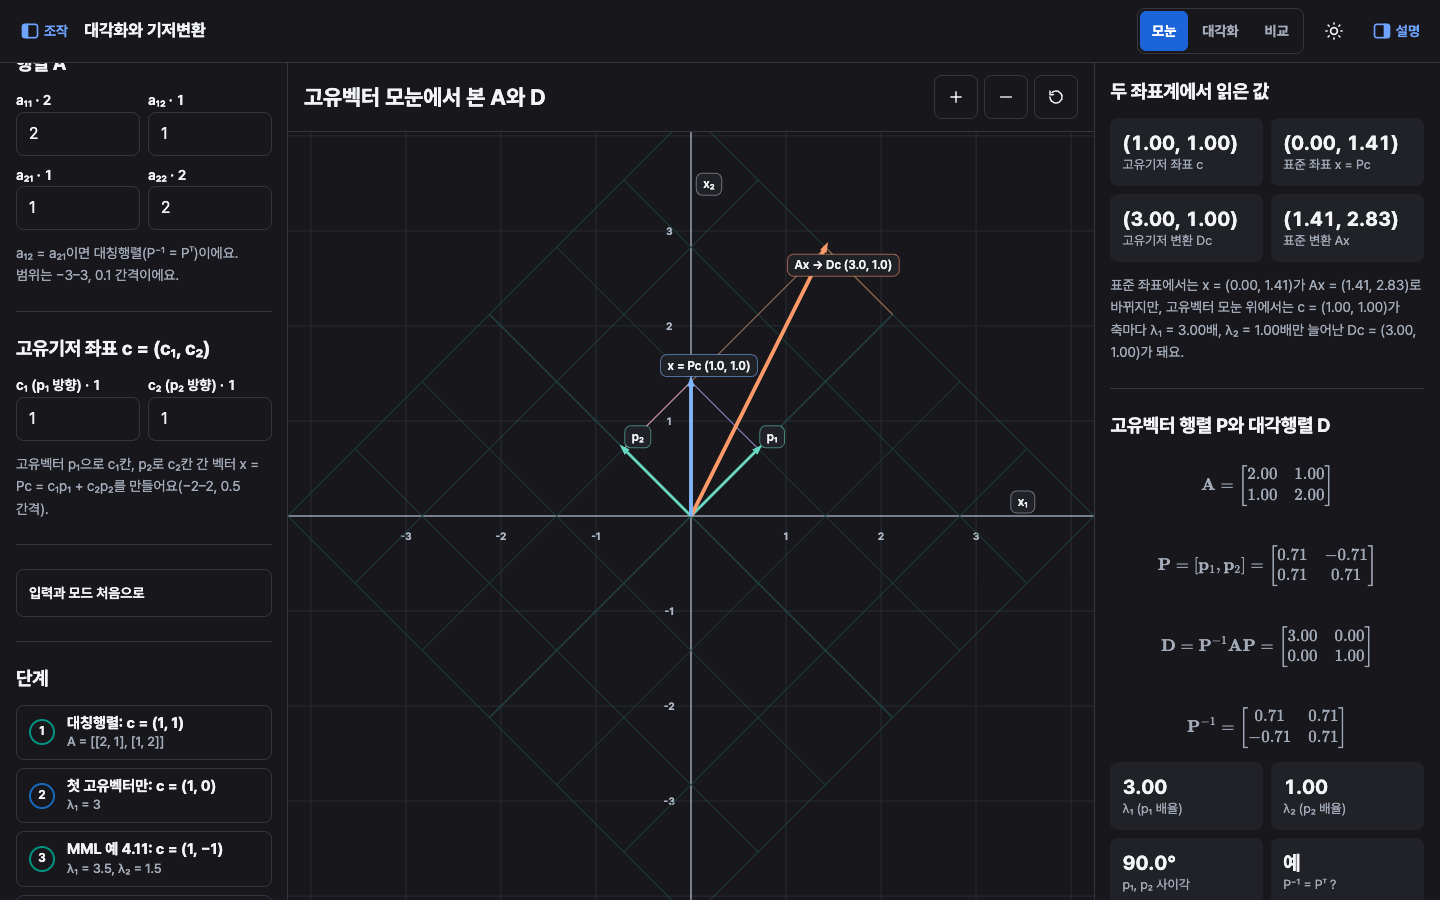 조작
대각화와 기저변환
모눈
대각화
비교
설명
행렬 A
a₁₁ · 2
a₁₂ · 1
2
1
a₂₁ · 1
a₂₂ · 2
1
2
a₁₂ = a₂₁이면 대칭행렬(P⁻¹ = Pᵀ)이에요.
범위는 −3–3, 0.1 간격이에요.
고유기저 좌표 c = (c₁, c₂)
c₁ (p₁ 방향) · 1
c₂ (p₂ 방향) · 1
1
1
고유벡터 p₁으로 c₁칸, p₂로 c₂칸 간 벡터 x =
Pc = c₁p₁ + c₂p₂를 만들어요(−2–2, 0.5
간격).
입력과 모드 처음으로
단계
1
대칭행렬: c = (1, 1)
A = [[2, 1], [1, 2]]
2
첫 고유벡터만: c = (1, 0)
λ₁ = 3
3
MML 예 4.11: c = (1, −1)
λ₁ = 3.5, λ₂ = 1.5
고유벡터 모눈에서 본 A와 D
x₂
3
Ax → Dc (3.0, 1.0)
2
x = Pc (1.0, 1.0)
1
p₂
p₁
x₁
-3
-2
-1
1
2
3
-1
-2
-3
두 좌표계에서 읽은 값
(1.00, 1.00)
고유기저 좌표 c
(0.00, 1.41)
표준 좌표 x = Pc
(3.00, 1.00)
고유기저 변환 Dc
(1.41, 2.83)
표준 변환 Ax
표준 좌표에서는 x = (0.00, 1.41)가 Ax = (1.41, 2.83)로
바뀌지만, 고유벡터 모눈 위에서는 c = (1.00, 1.00)가
축마다 λ₁ = 3.00배, λ₂ = 1.00배만 늘어난 Dc = (3.00,
1.00)가 돼요.
고유벡터 행렬 P와 대각행렬 D
A = [2.00 1.00
1.00 2.00]
P = [p₁, p₂] = [0.71 −0.71
0.71 0.71]
D = P⁻¹AP = [3.00 0.00
0.00 1.00]
P⁻¹ = [0.71 0.71
−0.71 0.71]
3.00
λ₁ (p₁ 배율)
1.00
λ₂ (p₂ 배율)
90.0°
p₁, p₂ 사이각
예
P⁻¹ = Pᵀ ?